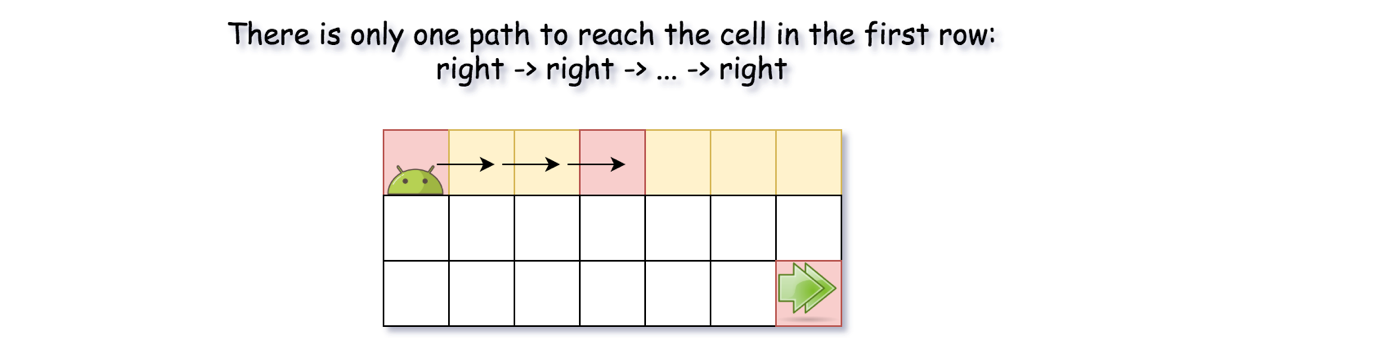 There is only one path to reach the cell in the first row:
right -> right -> ... -> right